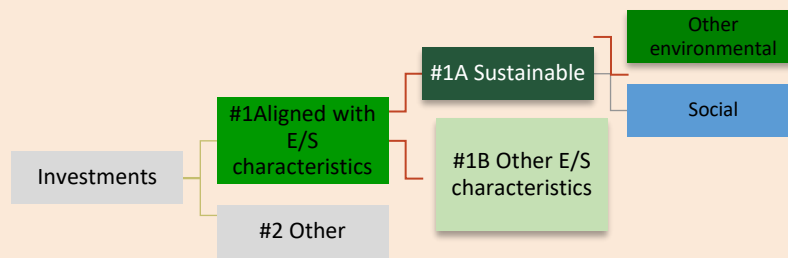 Investments
#1Aligned with
E/S
characteristics
#2 Other
#1A Sustainable
#1B Other E/S
characteristics
Other
environmental
Social